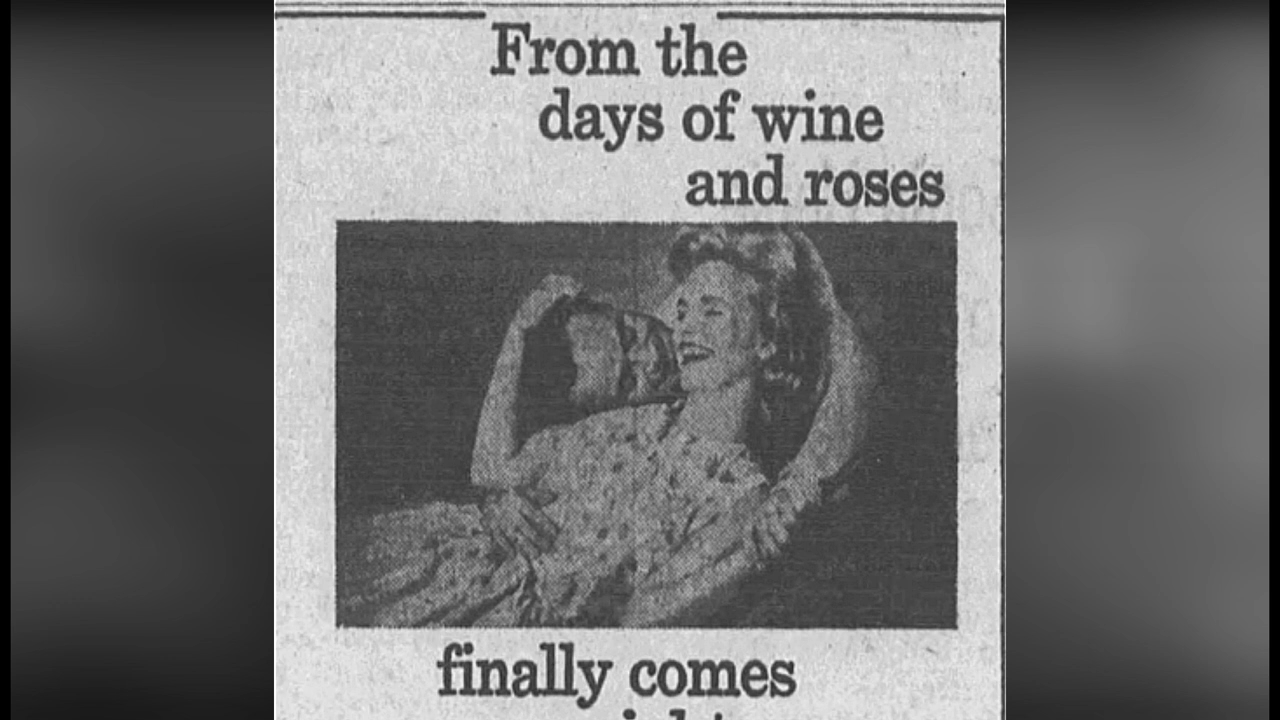 From the
days of wine
and roses
finally comes